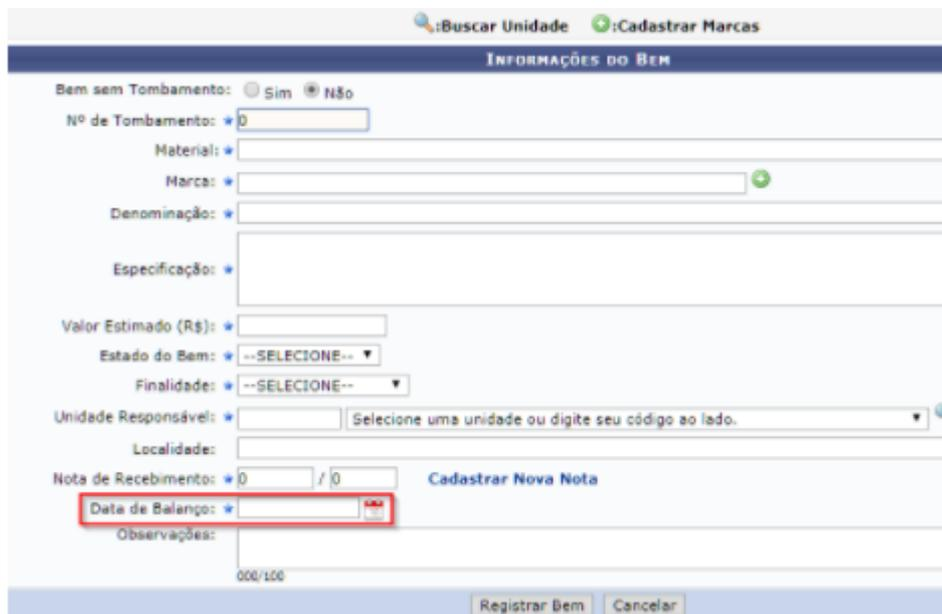 :Buscar Unidade :Cadastrar Marcas
Informações do Bem
Bem sem Tombamento: Sim Não
Nº de Tombamento: 0
Material:
Marca:
Denominação:
Especificação:
Valor Estimado (R$):
Estado do Bem: --SELECIONE--
Finalidade: --SELECIONE--
Unidade Responsável: Selecione uma unidade ou digite seu código ao lado.
Localidade:
Nota de Recebimento: 0 / 0 Cadastrar Nova Nota
Data de Balanço:
Observações:
000/100
Registrar Bem Cancelar